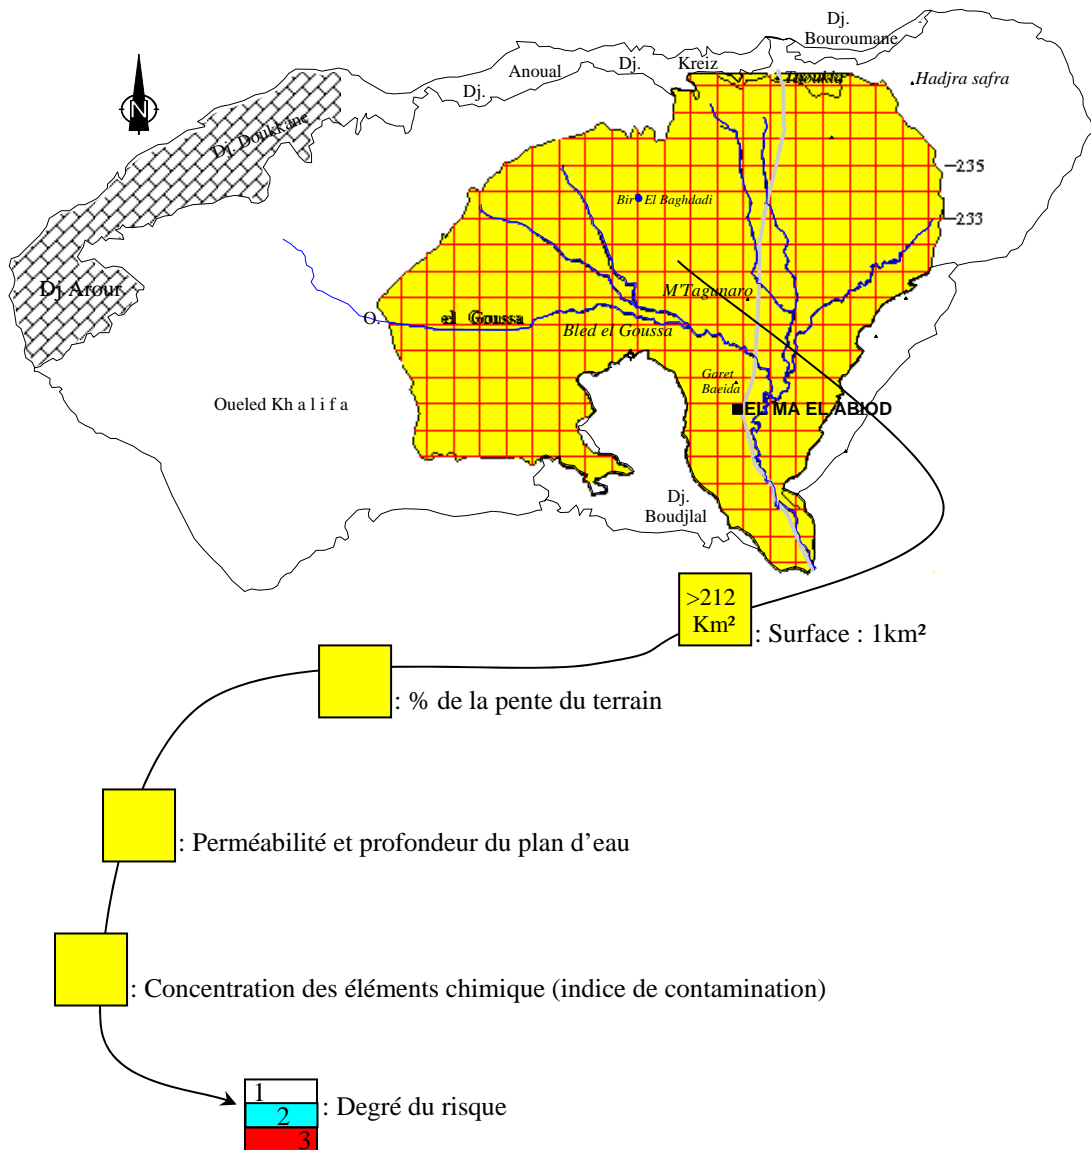 Dj.
Bouroumane
Dj.
Kreiz
Anoual
Dj.
Taoukla
Hadjra safra
N
Dj. Doukkane
235
Bir El Baghdadi
233
Dj. Arour
M'Tagunaro
O. el Goussa
Bled el Goussa
Garet
Baeida
Oueled Kh a l i f a
EL MA EL ABIOD
Dj.
Boudjlal
>212
Km²
: Surface : 1km²
: % de la pente du terrain
: Perméabilité et profondeur du plan d’eau
: Concentration des éléments chimique (indice de contamination)
1
2
3
: Degré du risque